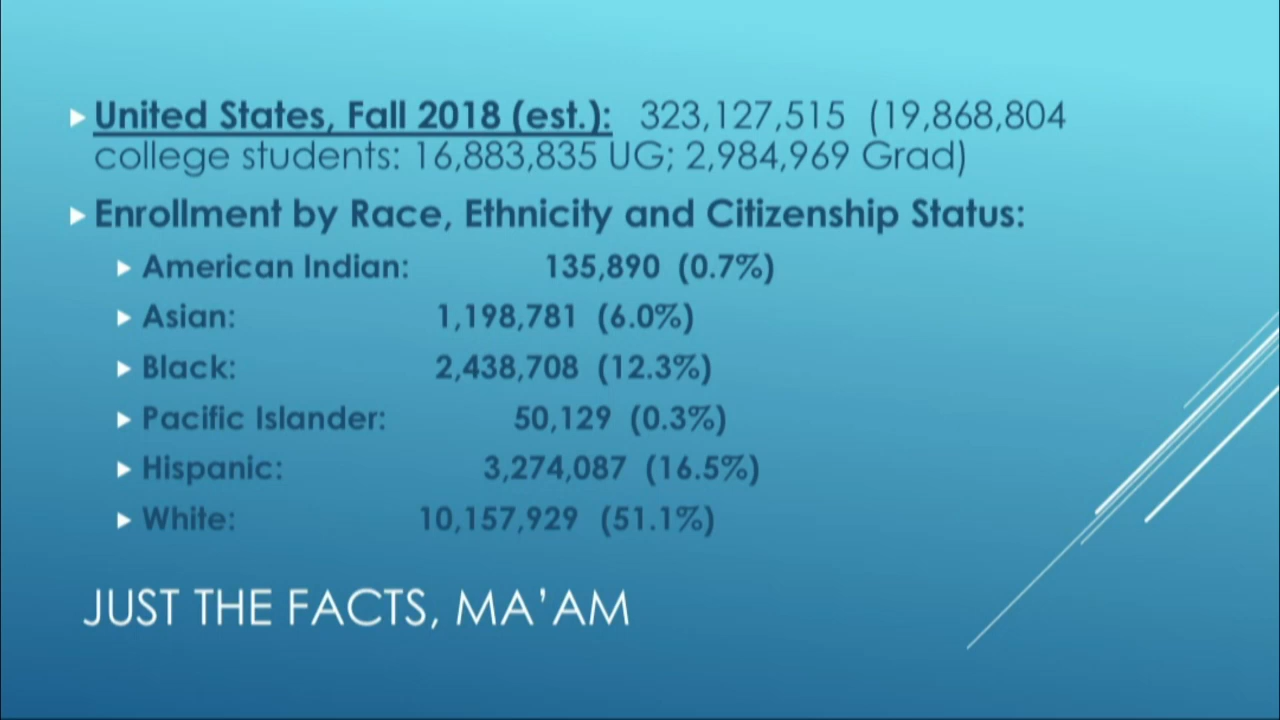 United States, Fall 2018 (est.): 323,127,515 (19,868,804
college students: 16,883,835 UG; 2,984,969 Grad)
Enrollment by Race, Ethnicity and Citizenship Status:
American Indian: 135,890 (0.7%)
Asian: 1,198,781 (6.0%)
Black: 2,438,708 (12.3%)
Pacific Islander: 50,129 (0.3%)
Hispanic: 3,274,087 (16.5%)
White: 10,157,929 (51.1%)
JUST THE FACTS, MA’AM